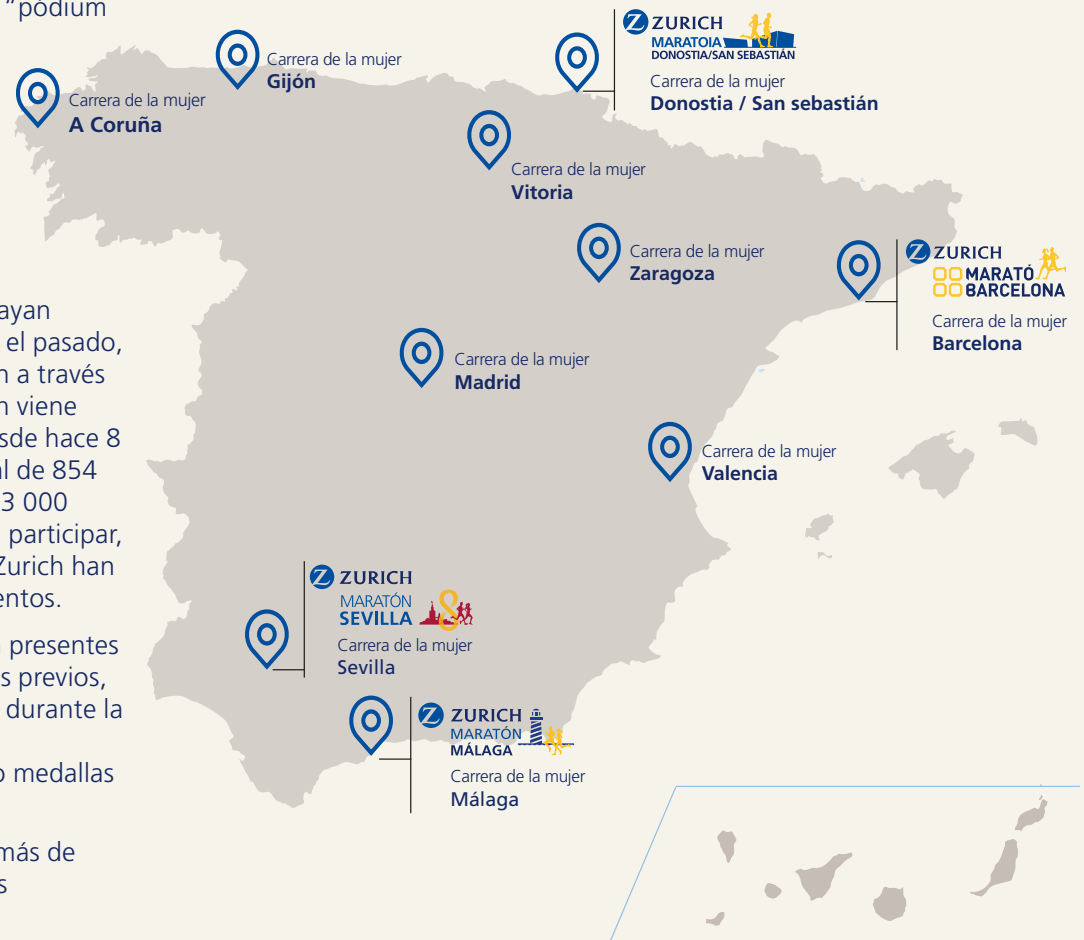 “pódium
ayan
el pasado,
n a través
n viene
sde hace 8
al de 854
3 000
participar,
Zurich han
entos.
presentes
s previos,
durante la
o medallas
más de
s
Carrera de la mujer
A Coruña
Carrera de la mujer
Gijón
Z ZURICH
MARATOIA
DONOSTIA/SAN SEBASTIÁN
Carrera de la mujer
Donostia / San sebastián
Carrera de la mujer
Vitoria
Carrera de la mujer
Zaragoza
Z ZURICH
MARATÓ
BARCELONA
Carrera de la mujer
Barcelona
Carrera de la mujer
Madrid
Carrera de la mujer
Valencia
Z ZURICH
MARATÓN
SEVILLA
Carrera de la mujer
Sevilla
Z ZURICH
MARATÓN
MÁLAGA
Carrera de la mujer
Málaga